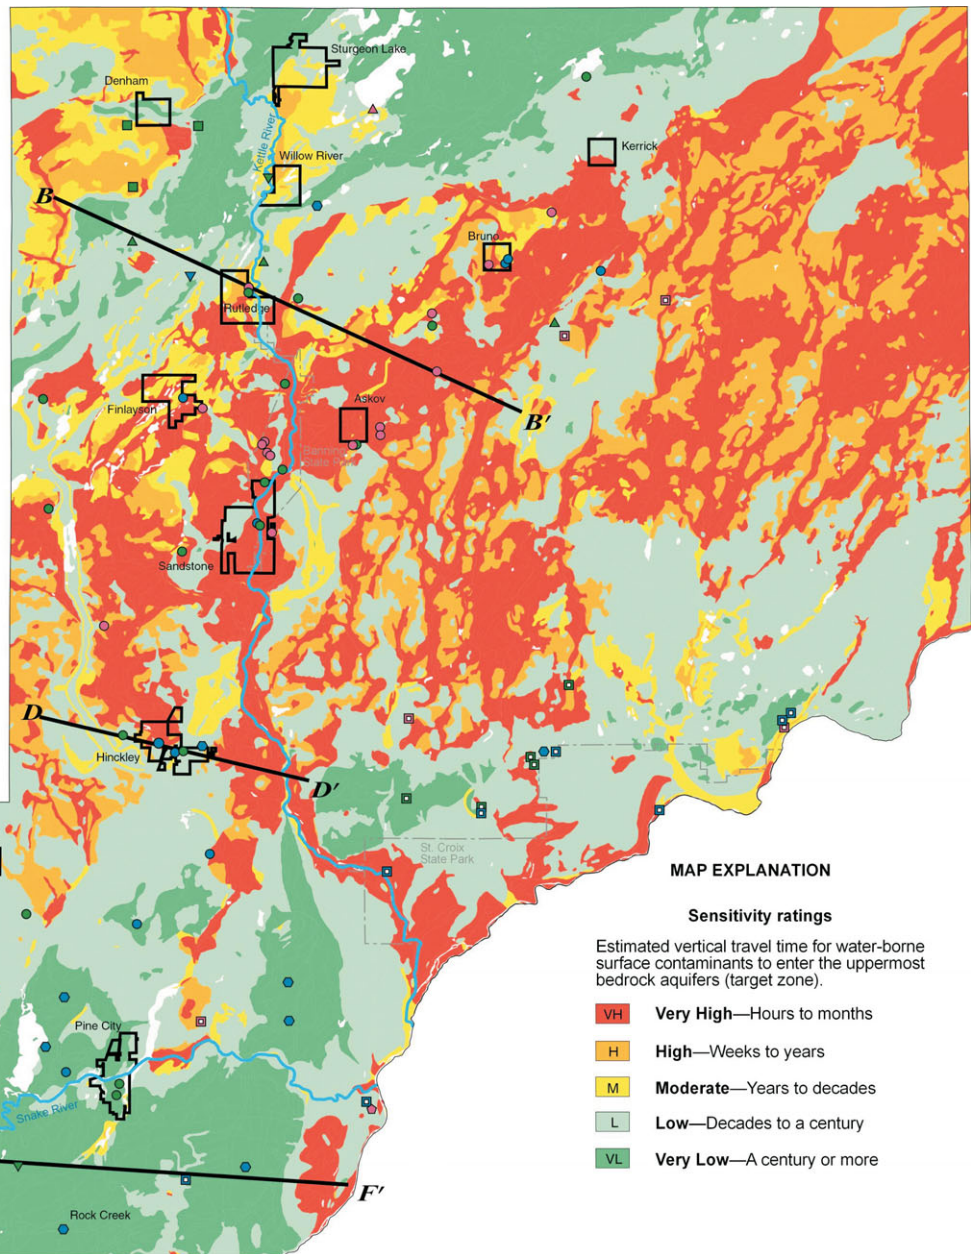 Sturgeon Lake
Denham
Kettle River
Kerrick
Willow River
B
Bruno
Rutledge
Finlayson
Askov
B'
Banning
State Park
Sandstone
D
Hinckley
D'
St. Croix
State Park
MAP EXPLANATION
Sensitivity ratings
Estimated vertical travel time for water-borne
surface contaminants to enter the uppermost
bedrock aquifers (target zone).
VH Very High—Hours to months
H High—Weeks to years
M Moderate—Years to decades
L Low—Decades to a century
VL Very Low—A century or more
Pine City
Snake River
F'
Rock Creek